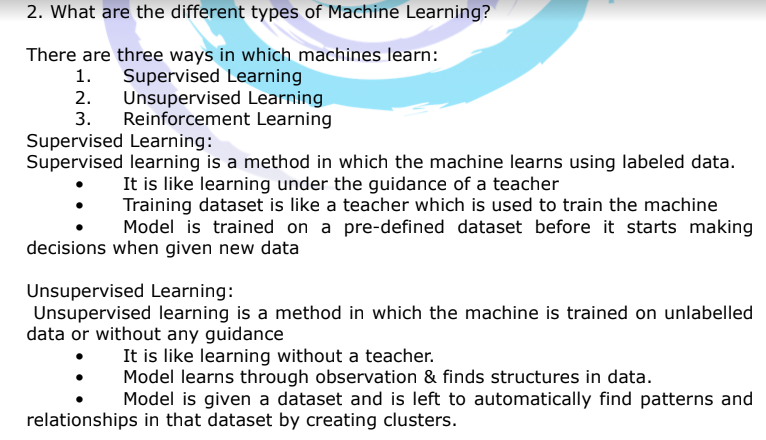 2. What are the different types of Machine Learning?
There are three ways in which machines learn:
1. Supervised Learning
2. Unsupervised Learning
3. Reinforcement Learning
Supervised Learning:
Supervised learning is a method in which the machine learns using labeled data.
• It is like learning under the guidance of a teacher
• Training dataset is like a teacher which is used to train the machine
• Model is trained on a pre-defined dataset before it starts making
decisions when given new data
Unsupervised Learning:
Unsupervised learning is a method in which the machine is trained on unlabelled
data or without any guidance
• It is like learning without a teacher.
• Model learns through observation & finds structures in data.
• Model is given a dataset and is left to automatically find patterns and
relationships in that dataset by creating clusters.